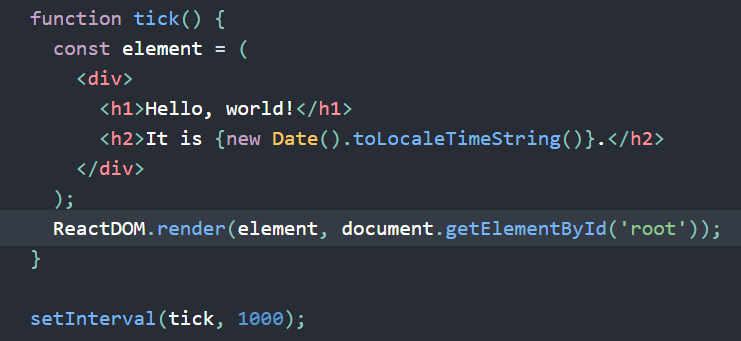 function tick() {
  const element = (
    <div>
      <h1>Hello, world!</h1>
      <h2>It is {new Date().toLocaleTimeString()}.</h2>
    </div>
  );
  ReactDOM.render(element, document.getElementById('root'));
}

setInterval(tick, 1000);